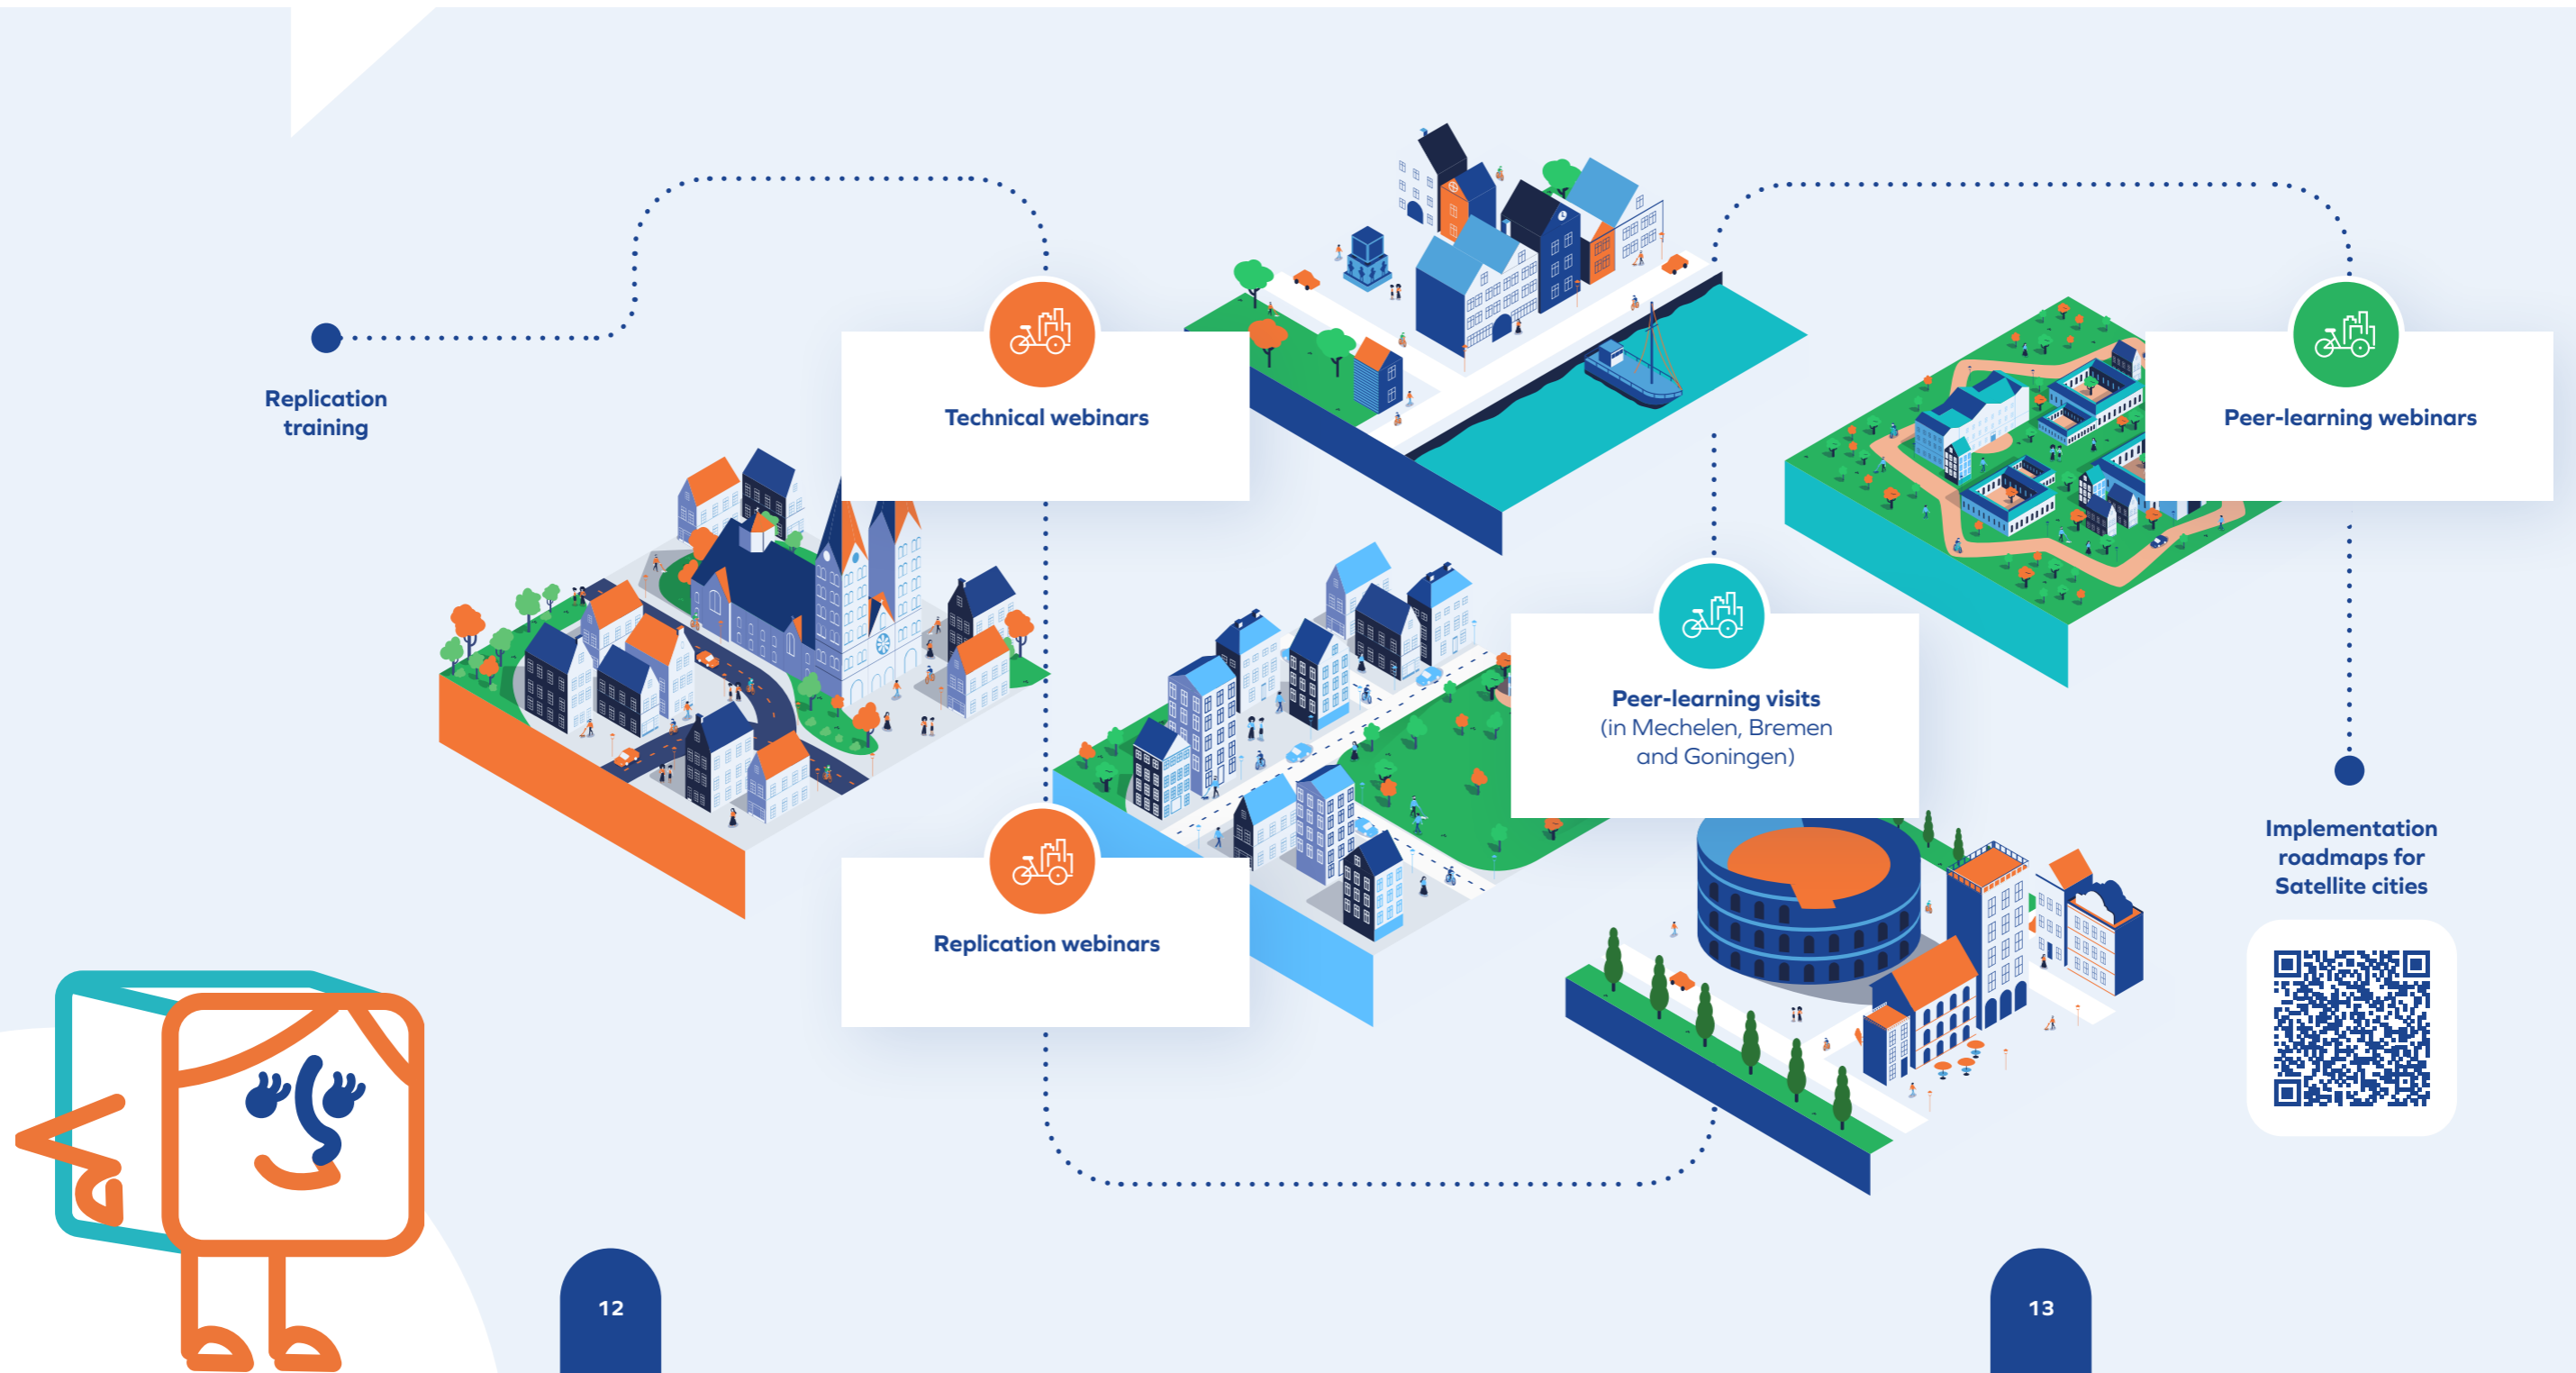 Replication
training
Technical webinars
Replication webinars
Peer-learning visits
(in Mechelen, Bremen
and Goningen)
Peer-learning webinars
Implementation
roadmaps for
Satellite cities
12
13